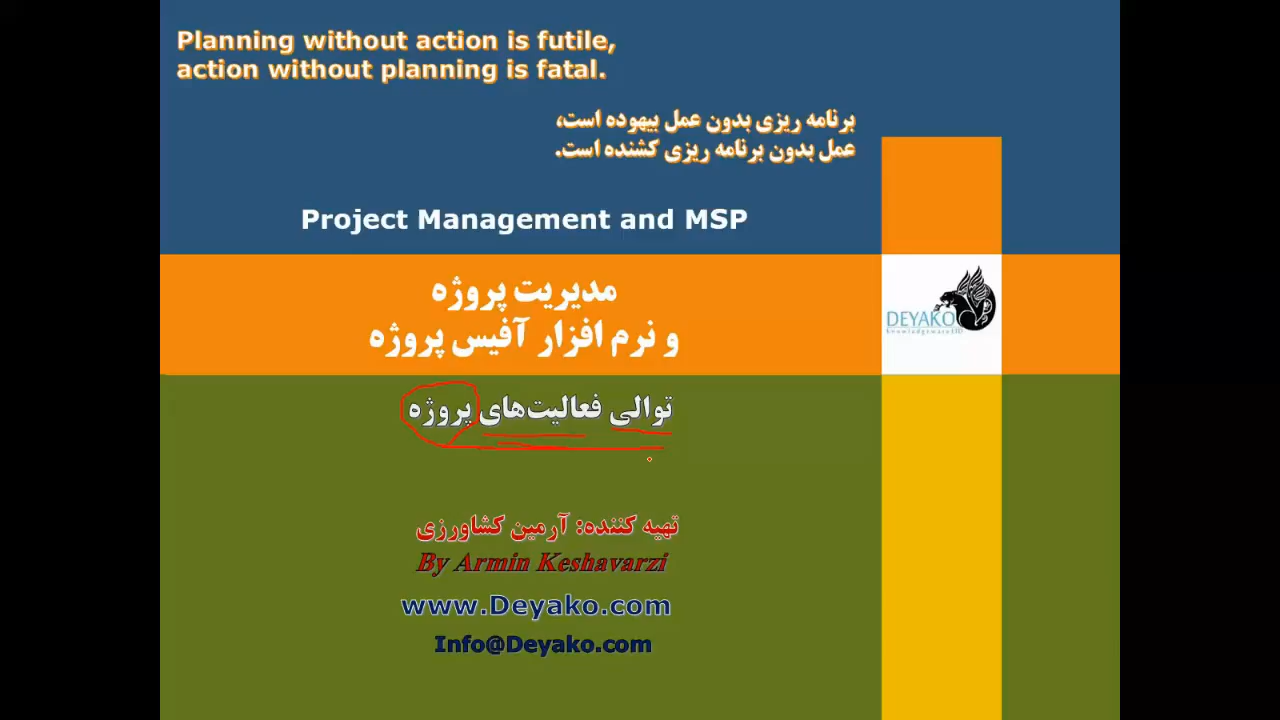 Planning without action is futile,
action without planning is fatal.
برنامه ریزی بدون عمل بیهوده است،
عمل بدون برنامه ریزی کشنده است.
Project Management and MSP
مدیریت پروژه
و نرم افزار آفیس پروژه
DEYAKO
توالی فعالیت‌های پروژه
تهیه کننده: آرمین کشاورزی
By Armin Keshavarzi
www.Deyako.com
Info@Deyako.com